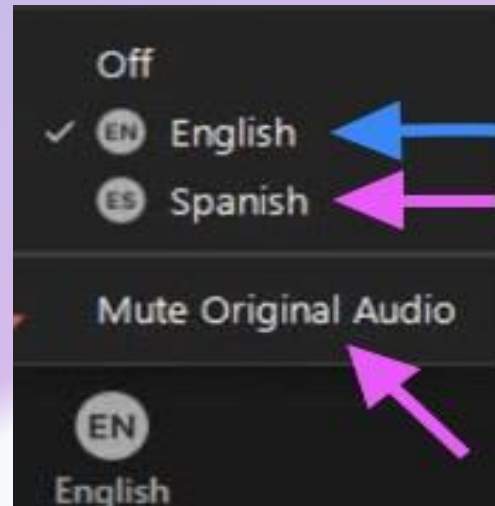 Off
EN English
ES Spanish
Mute Original Audio
EN
English